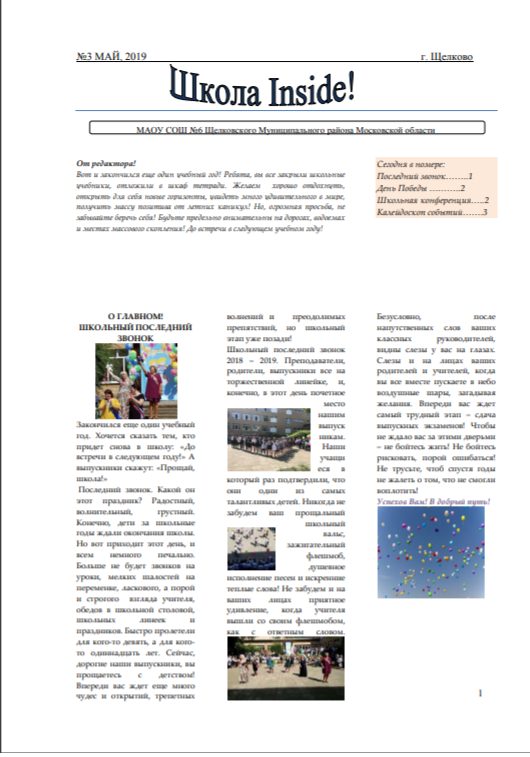 №3 МАЙ, 2019 г. Щелково
Школа Inside!
МАОУ СОШ №6 Щелковского Муниципального района Московской области
От редактора!
Вот и закончился еще один учебный год! Ребята, вы все закрыли школьные
учебники, отложили в шкаф тетради. Желаем хорошо отдохнуть,
открыть для себя новые горизонты, увидеть много удивительного в мире,
получить массу позитива от летних каникул! Но, огромная просьба, не
забывайте беречь себя! Будьте предельно внимательны на дорогах, водоемах
и местах массового скопления! До встречи в следующем учебном году!
Сегодня в номере:
Последний звонок……..1
День Победы ………..2
Школьная конференция…..2
Калейдоскоп событий…….3
О ГЛАВНОМ!
ШКОЛЬНЫЙ ПОСЛЕДНИЙ
ЗВОНОК
Закончился еще один учебный
год. Хочется сказать тем, кто
придет снова в школу: «До
встречи в следующем году!» А
выпускники скажут: «Прощай,
школа!»
Последний звонок. Какой он
этот праздник? Радостный,
волнительный, грустный.
Конечно, дети за школьные
годы ждали окончания школы.
Но вот приходит этот день, и
всем немного печально.
Больше не будет звонков на
уроки, мелких шалостей на
переменке, ласкового, а порой
и строгого взгляда учителя,
обедов в школьной столовой,
школьных линеек и
праздников. Быстро пролетели
для кого-то девять, а для кого-
то одиннадцать лет. Сейчас,
дорогие наши выпускники, вы
прощаетесь с детством!
Впереди вас ждет еще много
чудес и открытий, трепетных
волнений и преодолимых
препятствий, но школьный
этап уже позади!
Школьный последний звонок
2018 – 2019. Преподаватели,
родители, выпускники все на
торжественной линейке, и,
конечно, в этот день почетное
место
нашим
выпуск
никам.
Наши
учащи
еся в
который раз подтвердили, что
они одни из самых
талантливых детей. Никогда не
забудем ваш прощальный
школьный
вальс,
зажигательный
флешмоб,
душевное
исполнение песен и искренние
теплые слова! Не забудем и на
ваших лицах приятное
удивление, когда учителя
вышли со своим флешмобом,
как с ответным словом.
Безусловно, после
напутственных слов ваших
классных руководителей,
видны слезы у вас на глазах.
Слезы и на лицах ваших
родителей и учителей, когда
вы все вместе пускаете в небо
воздушные шары, загадывая
желания. Впереди вас ждет
самый трудный этап – сдача
выпускных экзаменов! Чтобы
не ждало вас за этими дверьми
– не бойтесь жить! Не бойтесь
рисковать, порой ошибаться!
Не трусьте, чтоб спустя годы
не жалеть о том, что не смогли
воплотить!
Успехов Вам! В добрый путь!
1